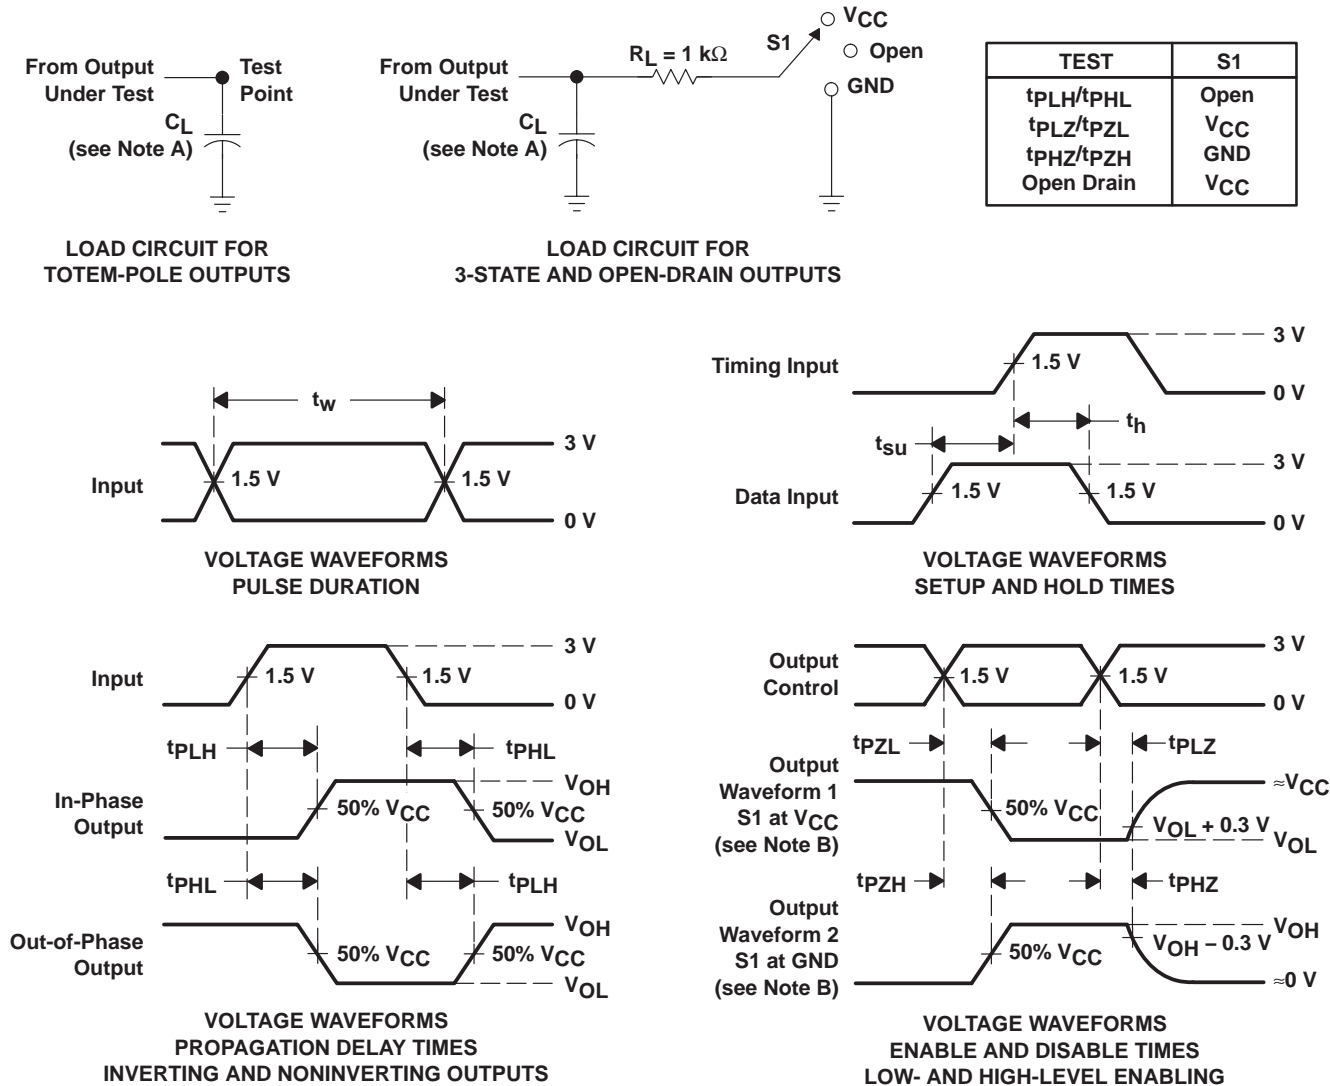 From Output
Under Test
Test
Point
CL
(see Note A)
LOAD CIRCUIT FOR
TOTEM-POLE OUTPUTS
From Output
Under Test
RL = 1 kΩ
S1
VCC
Open
GND
CL
(see Note A)
LOAD CIRCUIT FOR
3-STATE AND OPEN-DRAIN OUTPUTS
TEST S1
tPLH/tPHL Open
tPLZ/tPZL VCC
tPHZ/tPZH GND
Open Drain VCC
tw
Input
1.5 V
1.5 V
3 V
0 V
VOLTAGE WAVEFORMS
PULSE DURATION
Timing Input
1.5 V
3 V
0 V
tsu
th
Data Input
1.5 V
1.5 V
3 V
0 V
VOLTAGE WAVEFORMS
SETUP AND HOLD TIMES
Input
1.5 V
1.5 V
3 V
0 V
tPLH
tPHL
In-Phase
Output
50% VCC
50% VCC
VOH
VOL
tPHL
tPLH
Out-of-Phase
Output
50% VCC
50% VCC
VOH
VOL
VOLTAGE WAVEFORMS
PROPAGATION DELAY TIMES
INVERTING AND NONINVERTING OUTPUTS
Output
Control
1.5 V
1.5 V
3 V
0 V
tPZL
tPLZ
Output
Waveform 1
S1 at VCC
(see Note B)
50% VCC
VOL + 0.3 V
≈VCC
VOL
tPZH
tPHZ
Output
Waveform 2
S1 at GND
(see Note B)
50% VCC
VOH − 0.3 V
VOH
≈0 V
VOLTAGE WAVEFORMS
ENABLE AND DISABLE TIMES
LOW- AND HIGH-LEVEL ENABLING